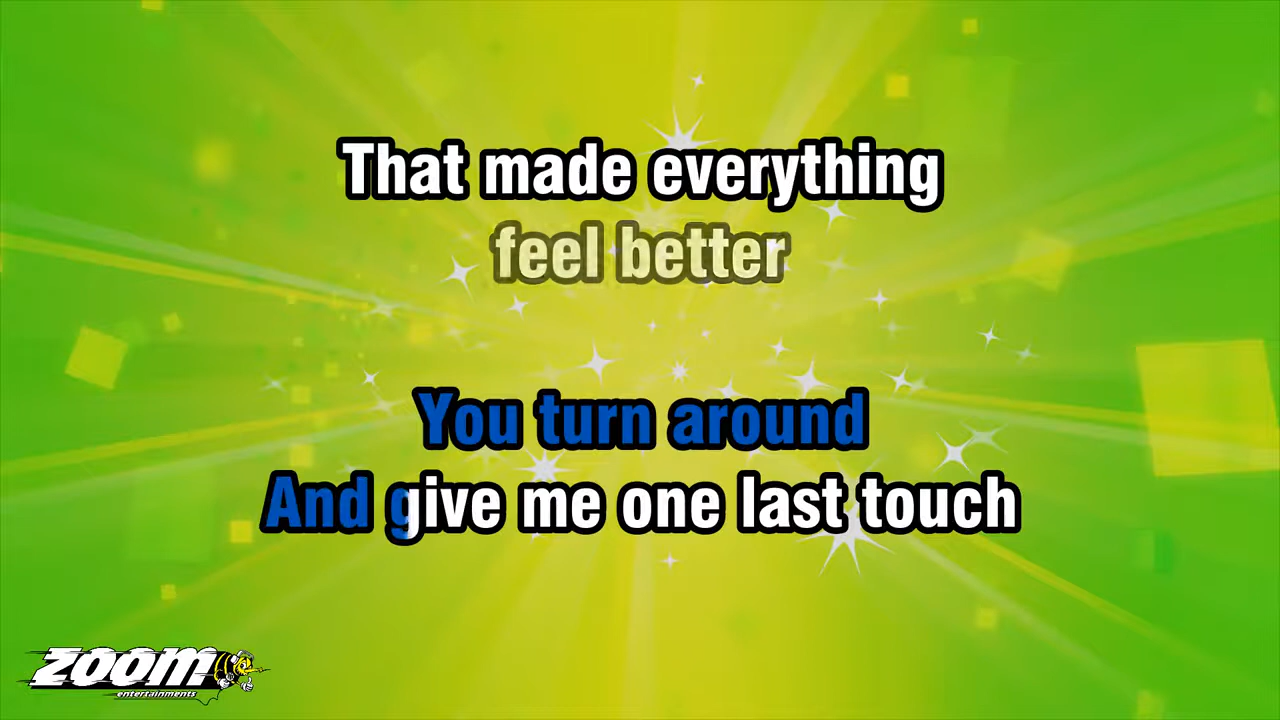 That made everything
feel better
You turn around
And give me one last touch
ZOOM
entertainments